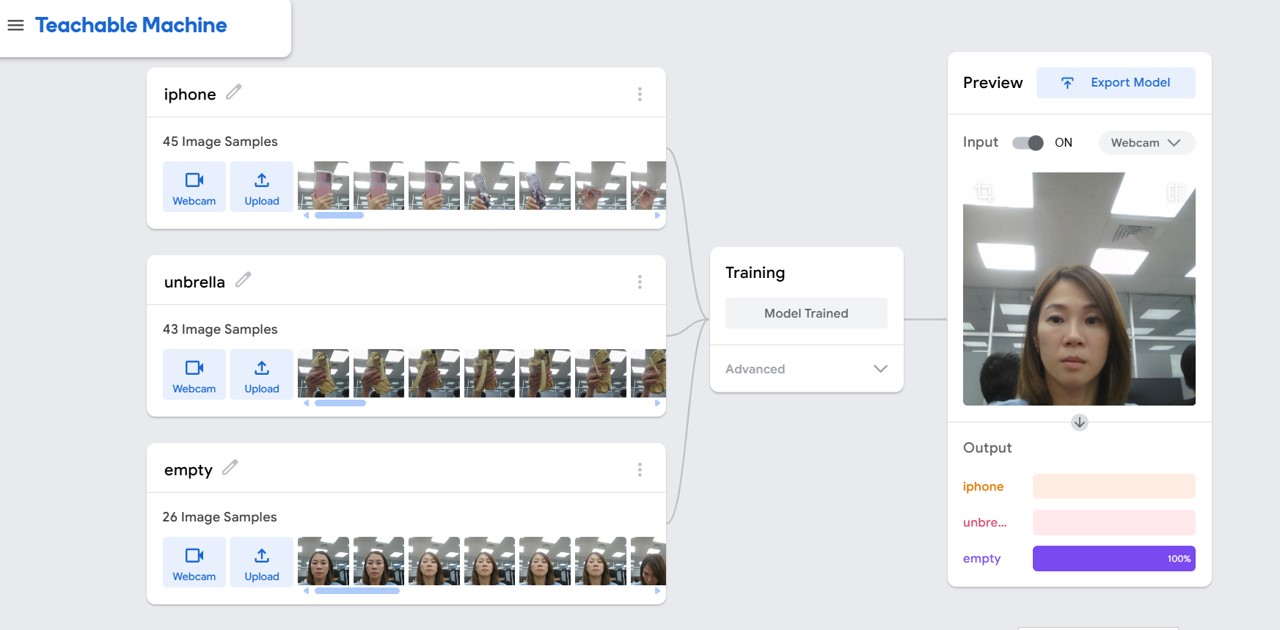 Teachable Machine
iphone
45 Image Samples
Webcam
Upload
unbrella
43 Image Samples
Webcam
Upload
empty
26 Image Samples
Webcam
Upload
Training
Model Trained
Advanced
Preview
Export Model
Input
ON
Webcam
Output
iphone
unbre...
empty
100%